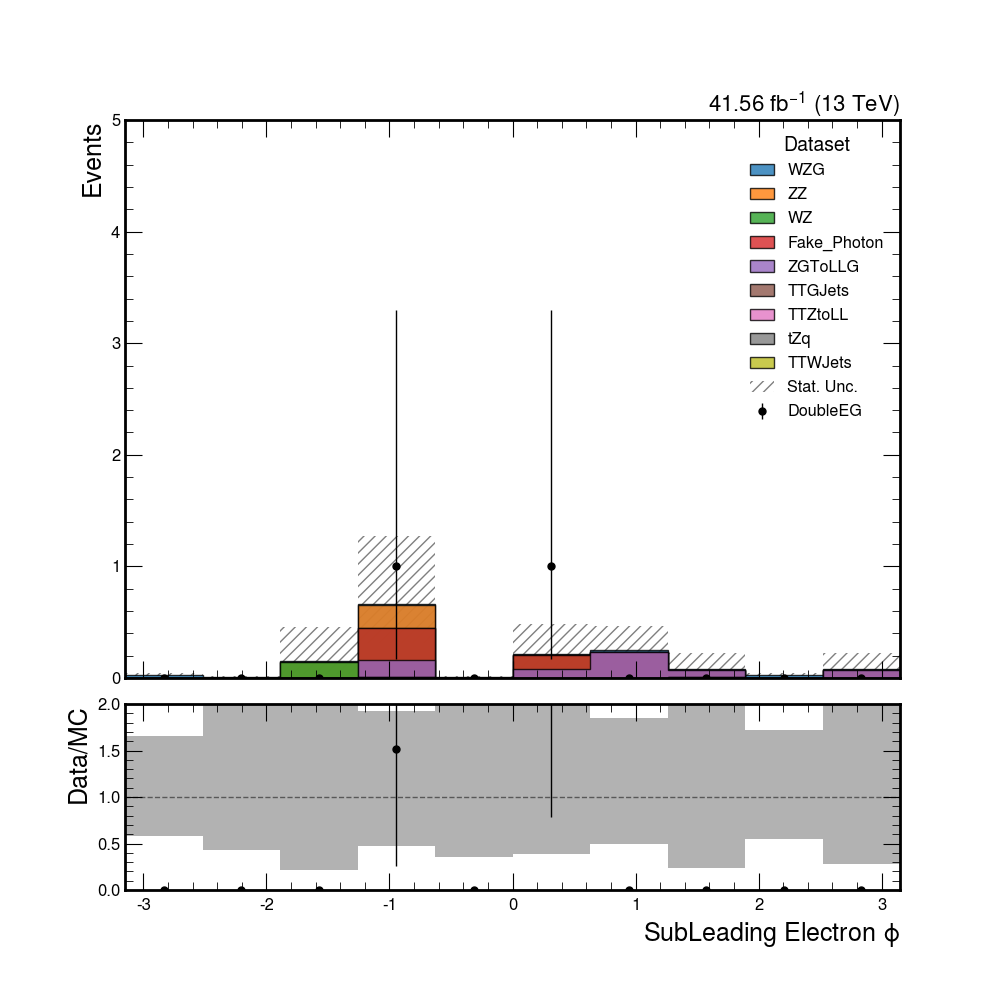 41.56 fb⁻¹ (13 TeV)
Events
5
4
3
2
1
0
Dataset
WZG
ZZ
WZ
Fake_Photon
ZGToLLG
TTGJets
TTZtoLL
tZq
TTWJets
Stat. Unc.
DoubleEG
Data/MC
2.0
1.5
1.0
0.5
0.0
-3 -2 -1 0 1 2 3
SubLeading Electron ϕ